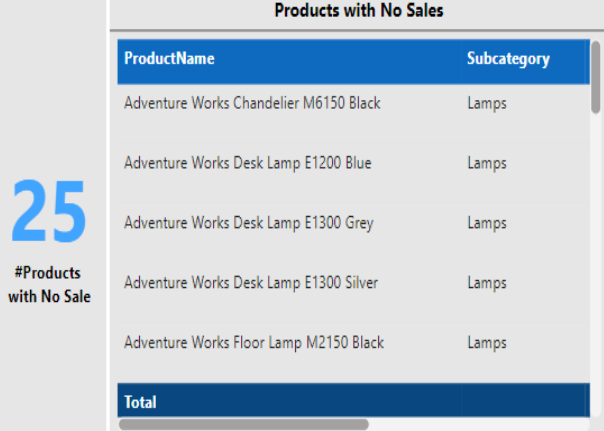 Products with No Sales
25
#Products
with No Sale
ProductName Subcategory
Adventure Works Chandelier M6150 Black Lamps
Adventure Works Desk Lamp E1200 Blue Lamps
Adventure Works Desk Lamp E1300 Grey Lamps
Adventure Works Desk Lamp E1300 Silver Lamps
Adventure Works Floor Lamp M2150 Black Lamps
Total